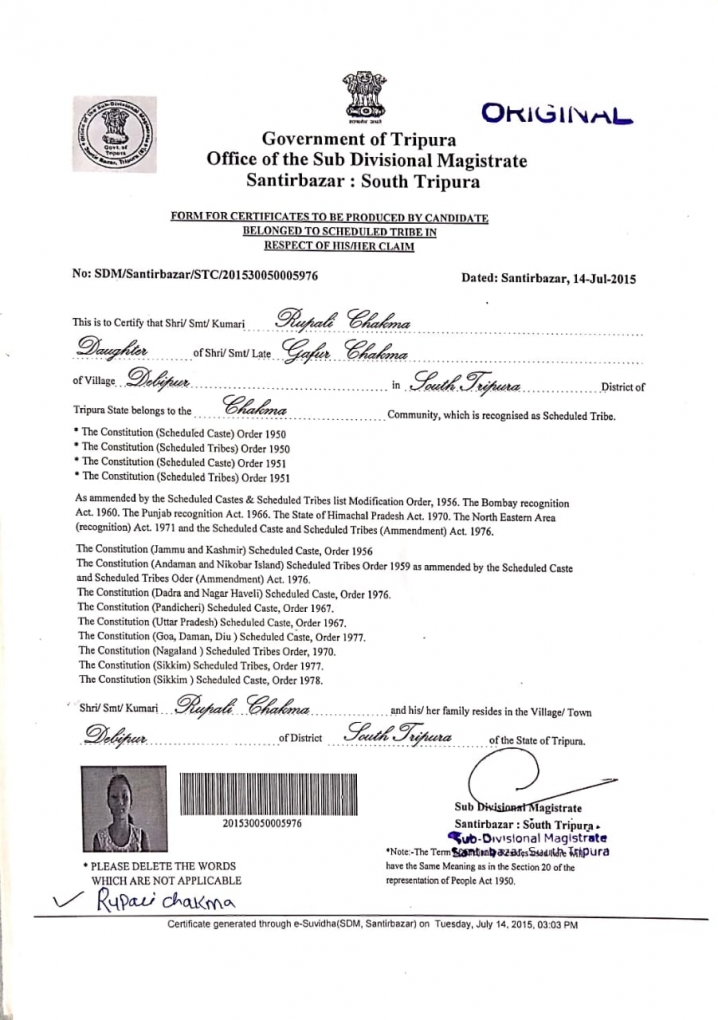 ORIGINAL
Office of the Sub-Divisional Magistrate
Govt. of
Tripura
Government of Tripura
Office of the Sub Divisional Magistrate
Santirbazar : South Tripura
FORM FOR CERTIFICATES TO BE PRODUCED BY CANDIDATE
BELONGED TO SCHEDULED TRIBE IN
RESPECT OF HIS/HER CLAIM
No: SDM/Santirbazar/STC/201530050005976 Dated: Santirbazar, 14-Jul-2015
This is to Certify that Shri/ Smt/ Kumari Rupali Chakma
Daughter of Shri/ Smt/ Late Gafur Chakma
of Village Debipur in South Tripura District of
Tripura State belongs to the Chakma Community, which is recognised as Scheduled Tribe.
* The Constitution (Scheduled Caste) Order 1950
* The Constitution (Scheduled Tribes) Order 1950
* The Constitution (Scheduled Caste) Order 1951
* The Constitution (Scheduled Tribes) Order 1951
As ammended by the Scheduled Castes & Scheduled Tribes list Modification Order, 1956. The Bombay recognition
Act. 1960. The Punjab recognition Act. 1966. The State of Himachal Pradesh Act. 1970. The North Eastern Area
(recognition) Act. 1971 and the Scheduled Caste and Scheduled Tribes (Ammendment) Act. 1976.
The Constitution (Jammu and Kashmir) Scheduled Caste, Order 1956
The Constitution (Andaman and Nikobar Island) Scheduled Tribes Order 1959 as ammended by the Scheduled Caste
and Scheduled Tribes Oder (Ammendment) Act. 1976.
The Constitution (Dadra and Nagar Haveli) Scheduled Caste, Order 1976.
The Constitution (Pandicheri) Scheduled Caste, Order 1967.
The Constitution (Uttar Pradesh) Scheduled Caste, Order 1967.
The Constitution (Goa, Daman, Diu ) Scheduled Caste, Order 1977.
The Constitution (Nagaland ) Scheduled Tribes Order, 1970.
The Constitution (Sikkim) Scheduled Tribes, Order 1977.
The Constitution (Sikkim ) Scheduled Caste, Order 1978.
Shri/ Smt/ Kumari Rupali Chakma and his/ her family resides in the Village/ Town
Debipur of District South Tripura of the State of Tripura.
201530050005976
Sub Divisional Magistrate
Santirbazar : South Tripura
Sub-Divisional Magistrate
Santirbazar, South Tripura
*Note:-The Term
have the Same Meaning as in the Section 20 of the
representation of People Act 1950.
* PLEASE DELETE THE WORDS
WHICH ARE NOT APPLICABLE
Rupali chakma
Certificate generated through e-Suvidha(SDM, Santirbazar) on Tuesday, July 14, 2015, 03:03 PM